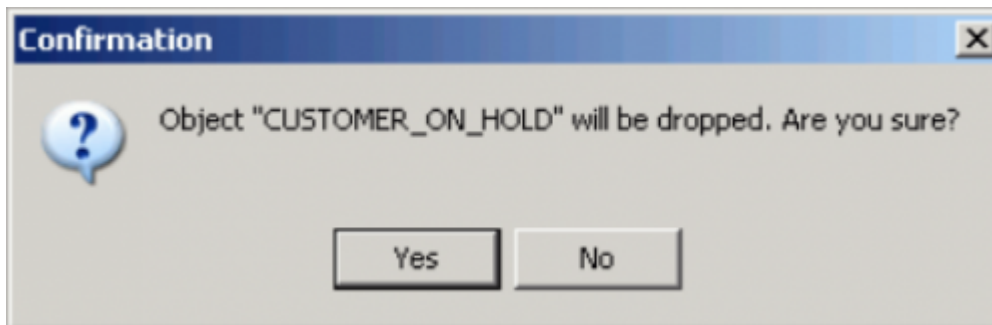 Confirmation
Object "CUSTOMER_ON_HOLD" will be dropped. Are you sure?
Yes
No